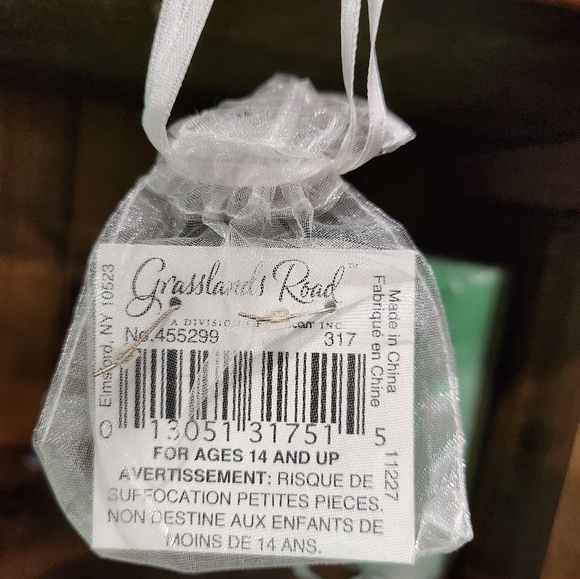 Grasslands Road™
A DIVISION OF INC
No.455299 317
0 13051 31751 5
FOR AGES 14 AND UP
AVERTISSEMENT: RISQUE DE
SUFFOCATION PETITES PIECES.
NON DESTINE AUX ENFANTS DE
MOINS DE 14 ANS.
Elmsford, NY 10523
Made in China
Fabriqué en Chine
11227